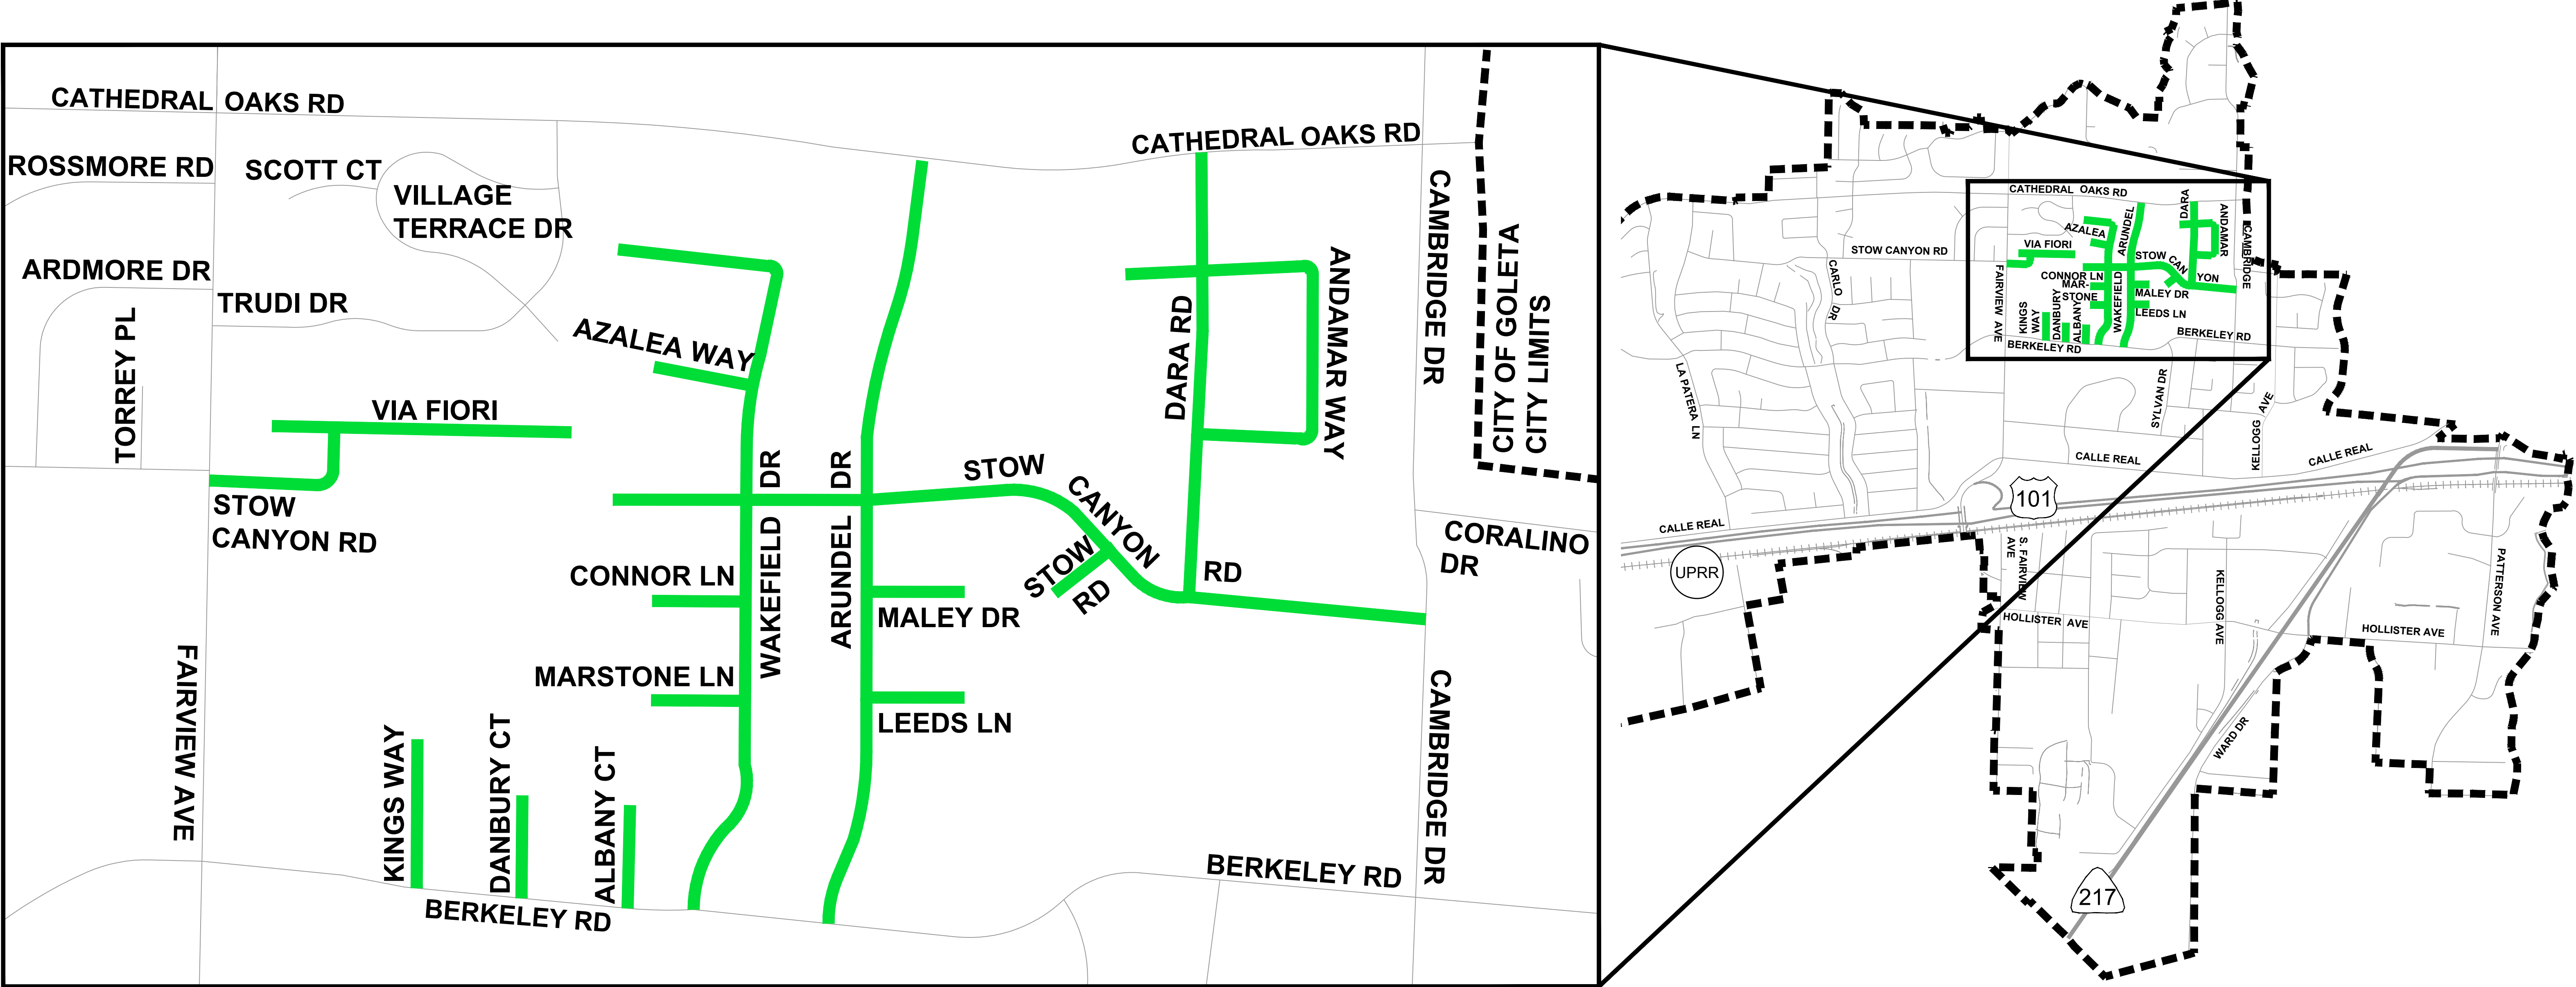 CATHEDRAL OAKS RD
CATHEDRAL OAKS RD
ROSSMORE RD
SCOTT CT
VILLAGE
TERRACE DR
ARDMORE DR
TRUDI DR
TORREY PL
AZALEA WAY
VIA FIORI
STOW
CANYON RD
DARA RD
ANDAMAR WAY
CAMBRIDGE DR
CITY OF GOLETA
CITY LIMITS
WAKEFIELD DR
ARUNDEL DR
STOW CANYON RD
STOW
RD
CORALINO
DR
CONNOR LN
MALEY DR
MARSTONE LN
LEEDS LN
FAIRVIEW AVE
KINGS WAY
DANBURY CT
ALBANY CT
BERKELEY RD
BERKELEY RD
CAMBRIDGE DR
CATHEDRAL OAKS RD
DARA
ANDAMAR
CAMBRIDGE
ARUNDEL
AZALEA
VIA FIORI
STOW CANYON RD
STOW CAN YON
CONNOR LN
MAR-
STONE
MALEY DR
LEEDS LN
WAKEFIELD
FAIRVIEW AVE
KINGS
WAY
DANBURY
ALBANY
BERKELEY RD
BERKELEY RD
CARLO DR
LA PATERA LN
SYLVAN DR
KELLOGG AVE
CALLE REAL
CALLE REAL
CALLE REAL
101
UPRR
S. FAIRVIEW
AVE
KELLOGG AVE
PATTERSON AVE
HOLLISTER AVE
HOLLISTER AVE
WARD DR
217